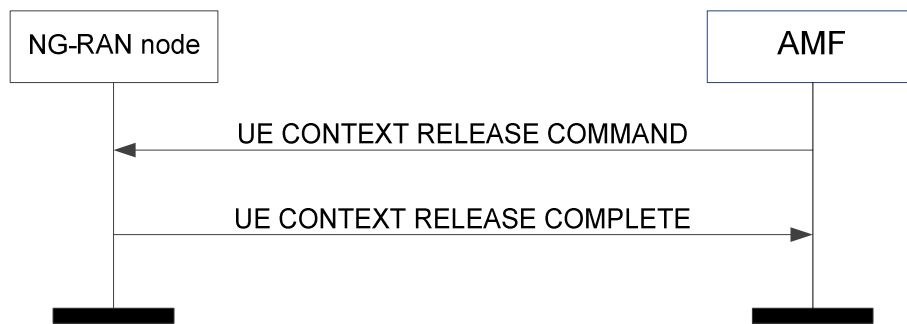 NG-RAN node
AMF
UE CONTEXT RELEASE COMMAND
UE CONTEXT RELEASE COMPLETE